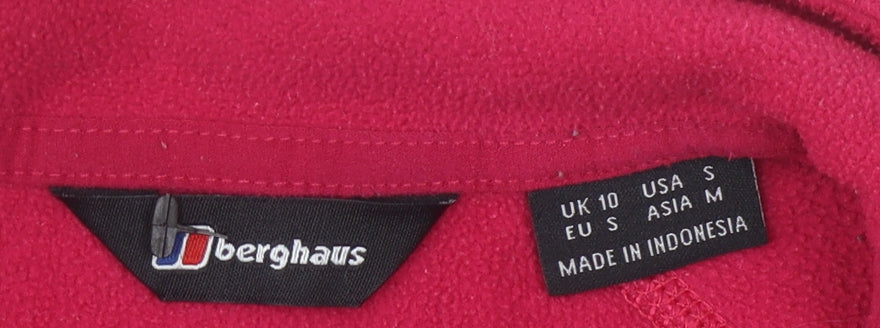 berghaus
UK 10 USA S
EU S ASIA M
MADE IN INDONESIA